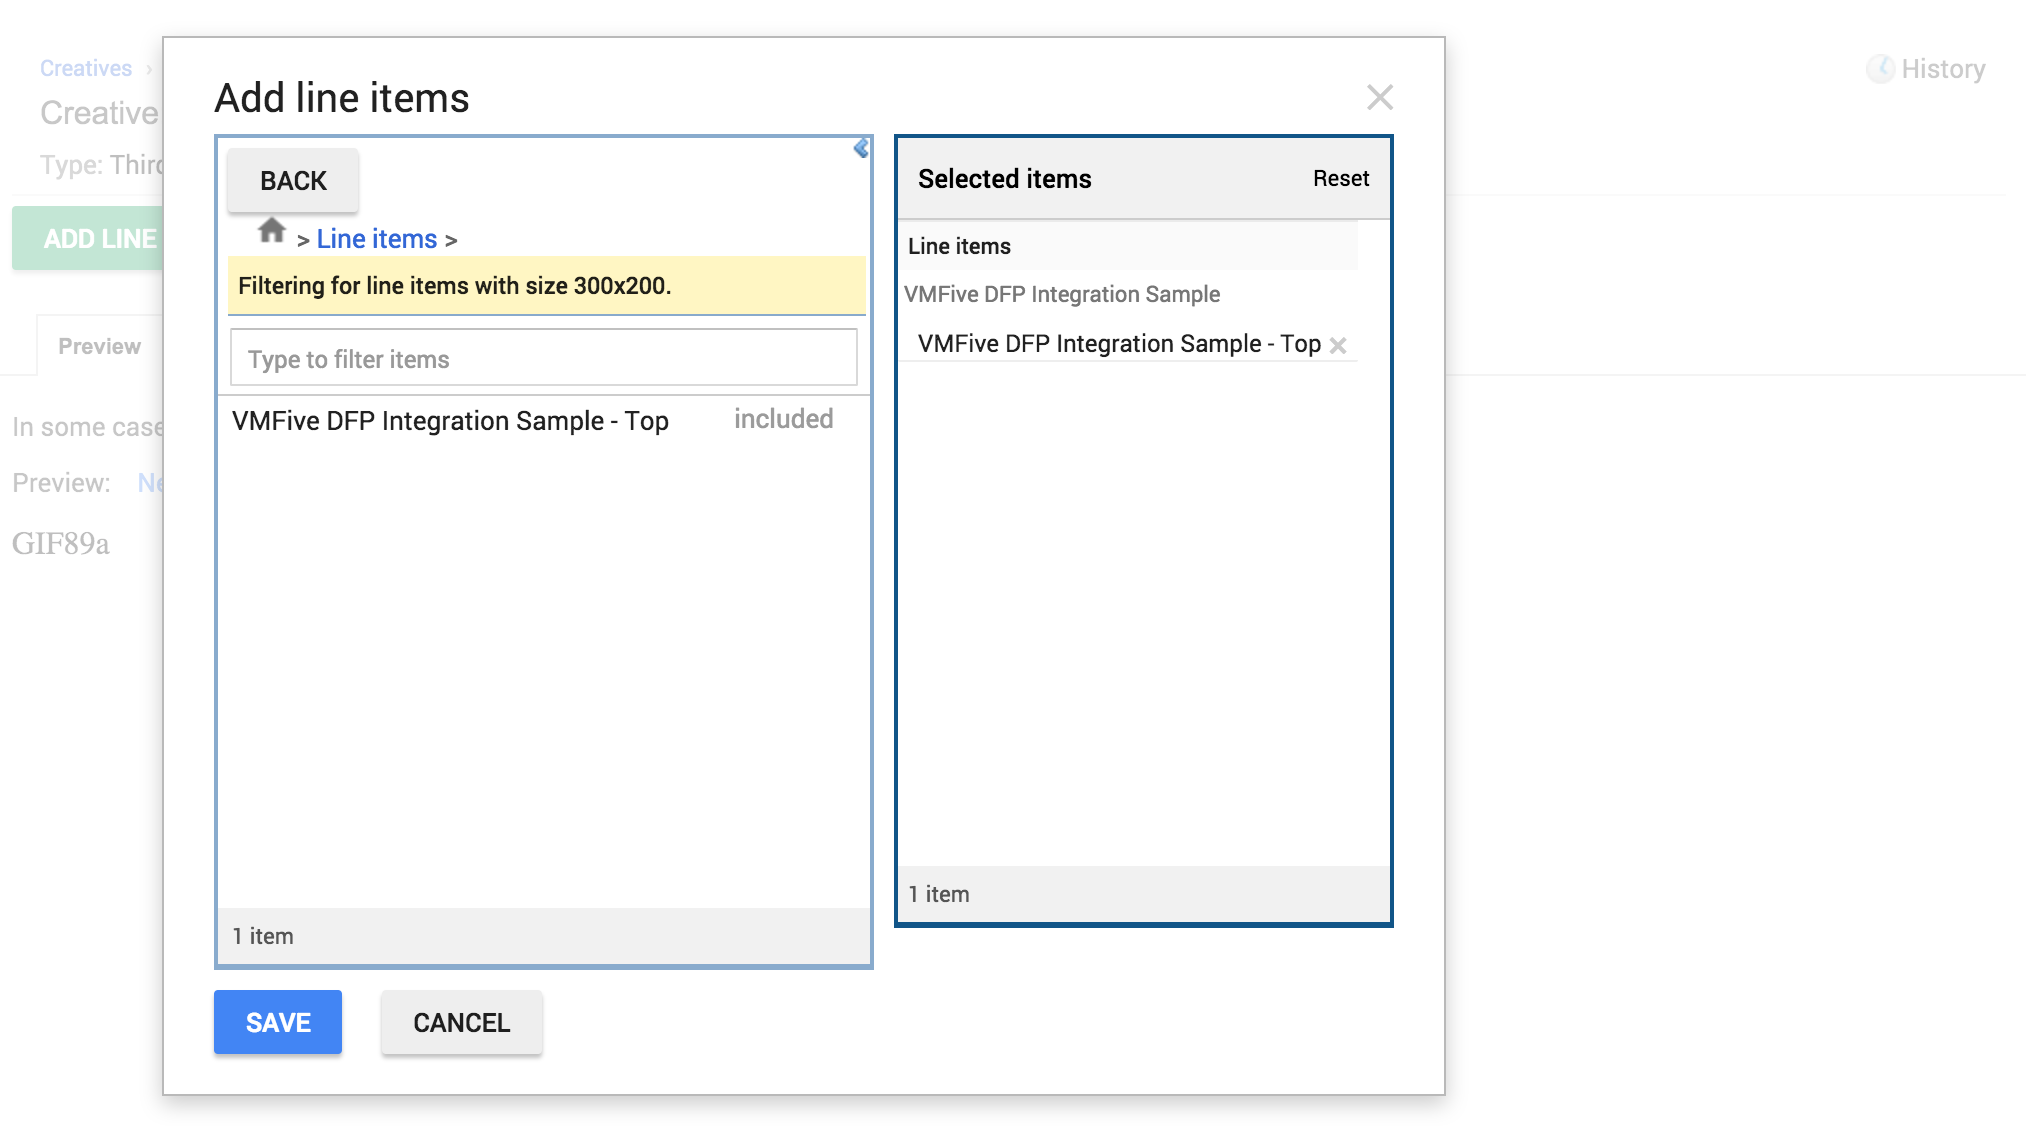 Creatives ›
History
Creative
Type: Third
ADD LINE
Preview
In some case
Preview: Ne
GIF89a
Add line items
BACK
> Line items >
Filtering for line items with size 300x200.
Type to filter items
VMFive DFP Integration Sample - Top included
1 item
Selected items Reset
Line items
VMFive DFP Integration Sample
VMFive DFP Integration Sample - Top ×
1 item
SAVE CANCEL